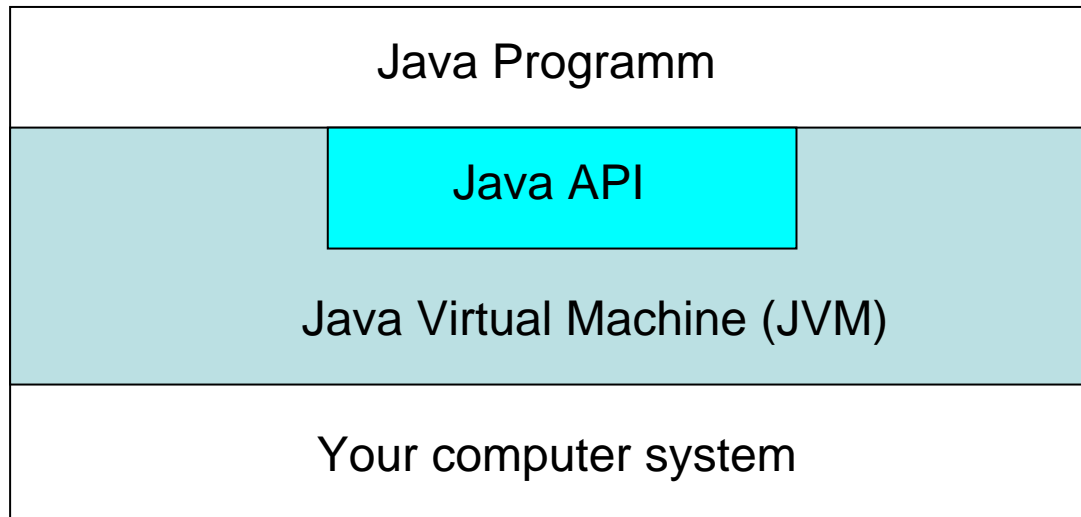 Java Programm
Java API
Java Virtual Machine (JVM)
Your computer system